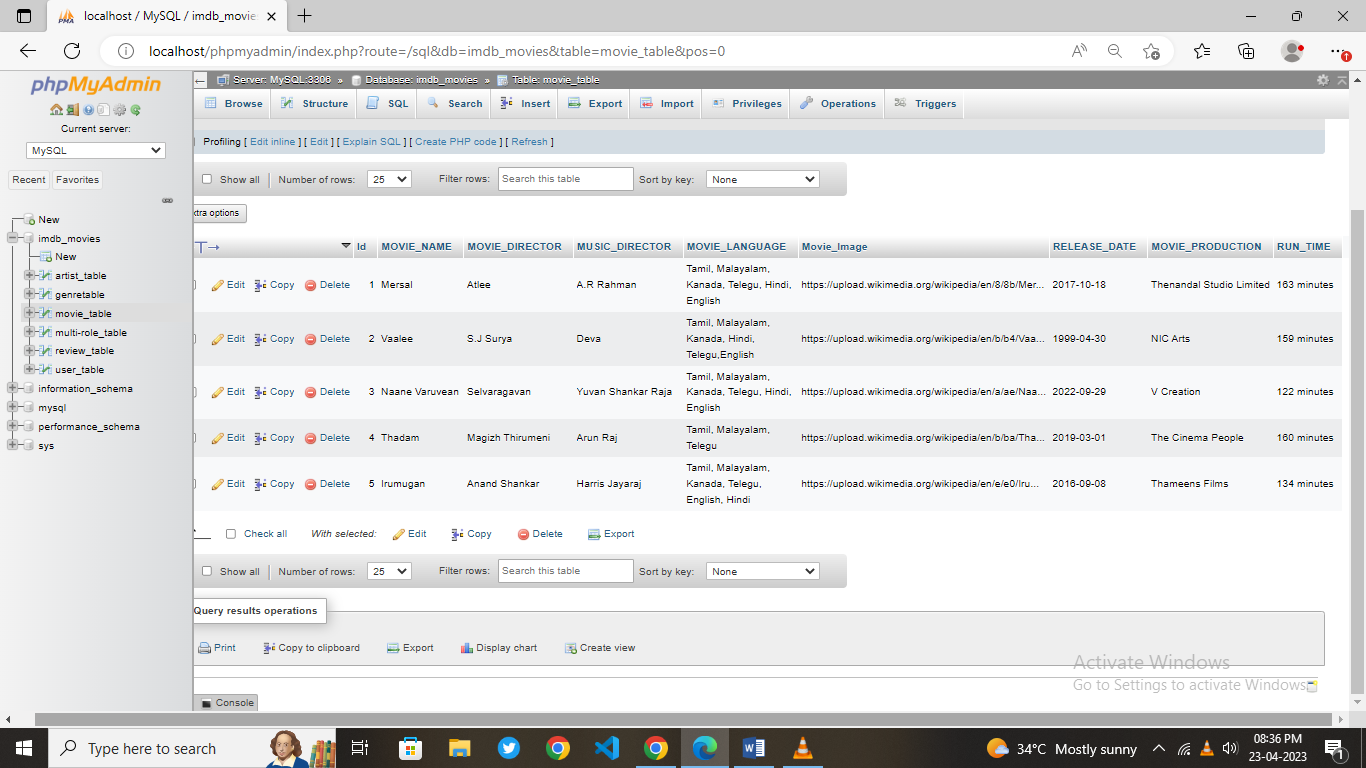 localhost / MySQL / imdb_movies
localhost/phpmyadmin/index.php?route=/sql&db=imdb_movies&table=movie_table&pos=0
phpMyAdmin
Server: MySQL:3306 » Database: imdb_movies » Table: movie_table
Browse Structure SQL Search Insert Export Import Privileges Operations Triggers
Current server:
MySQL
Recent Favorites
New
imdb_movies
New
artist_table
genretable
movie_table
multi-role_table
review_table
user_table
information_schema
mysql
performance_schema
sys
Profiling [ Edit inline ] [ Edit ] [ Explain SQL ] [ Create PHP code ] [ Refresh ]
Show all Number of rows: 25 Filter rows: Search this table Sort by key: None
xtra options
Id MOVIE_NAME MOVIE_DIRECTOR MUSIC_DIRECTOR MOVIE_LANGUAGE Movie_Image RELEASE_DATE MOVIE_PRODUCTION RUN_TIME
Tamil, Malayalam,
Edit Copy Delete 1 Mersal Atlee A.R Rahman Kanada, Telegu, Hindi, https://upload.wikimedia.org/wikipedia/en/8/8b/Mer... 2017-10-18 Thenandal Studio Limited 163 minutes
English
Tamil, Malayalam,
Edit Copy Delete 2 Vaalee S.J Surya Deva Kanada, Hindi, https://upload.wikimedia.org/wikipedia/en/b/b4/Vaa... 1999-04-30 NIC Arts 159 minutes
Telegu,English
Tamil, Malayalam,
Edit Copy Delete 3 Naane Varuvean Selvaragavan Yuvan Shankar Raja Kanada, Telegu, Hindi, https://upload.wikimedia.org/wikipedia/en/a/ae/Naa... 2022-09-29 V Creation 122 minutes
English
Tamil, Malayalam,
Edit Copy Delete 4 Thadam Magizh Thirumeni Arun Raj https://upload.wikimedia.org/wikipedia/en/b/ba/Tha... 2019-03-01 The Cinema People 160 minutes
Telegu
Tamil, Malayalam,
Edit Copy Delete 5 Irumugan Anand Shankar Harris Jayaraj Kanada, Telegu, https://upload.wikimedia.org/wikipedia/en/e/e0/Iru... 2016-09-08 Thameens Films 134 minutes
English, Hindi
Check all With selected: Edit Copy Delete Export
Show all Number of rows: 25 Filter rows: Search this table Sort by key: None
Query results operations
Print Copy to clipboard Export Display chart Create view
Activate Windows
Go to Settings to activate Windows.
Console
Type here to search
34°C Mostly sunny
08:36 PM
23-04-2023
1